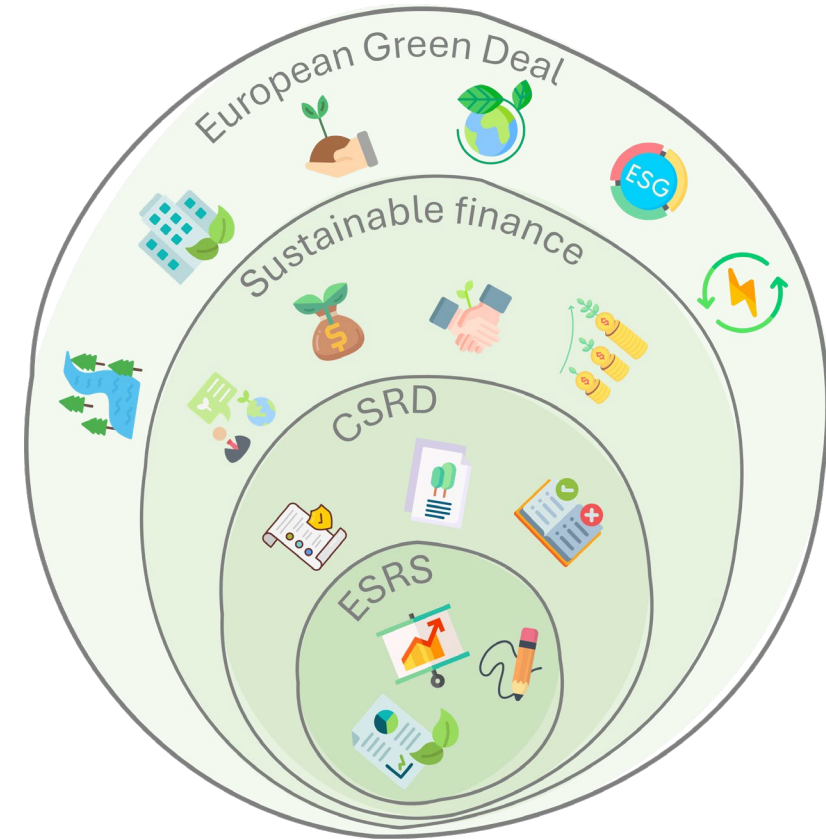 European Green Deal
ESG
Sustainable finance
$
$
$
$
CSRD
ESRS